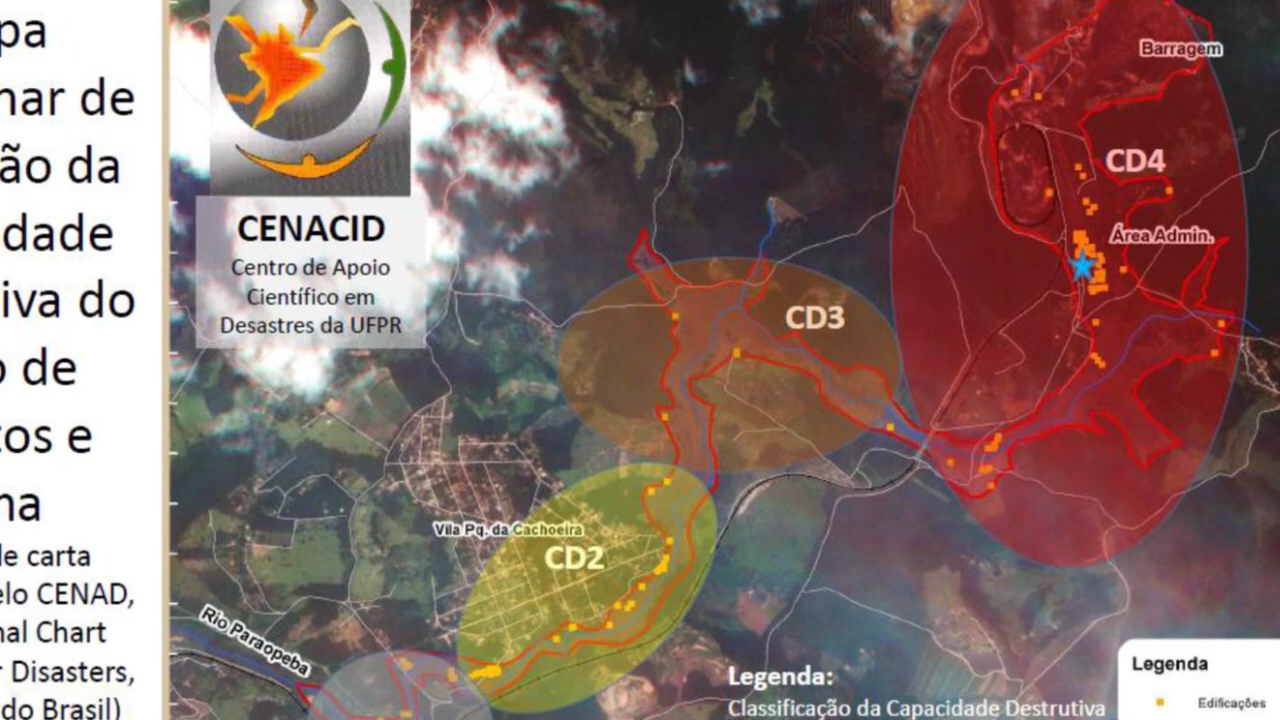 pa
nar de
ão da
dade
iva do
o de
tos e
na
le carta
elo CENAD,
nal Chart
r Disasters,
do Brasil)
CENACID
Centro de Apoio
Científico em
Desastres da UFPR
Barragem
CD4
Área Admin.
CD3
Vila Pq. da Cachoeira
CD2
Rio Paraopeba
Legenda:
Classificação da Capacidade Destrutiva
Legenda
Edificações